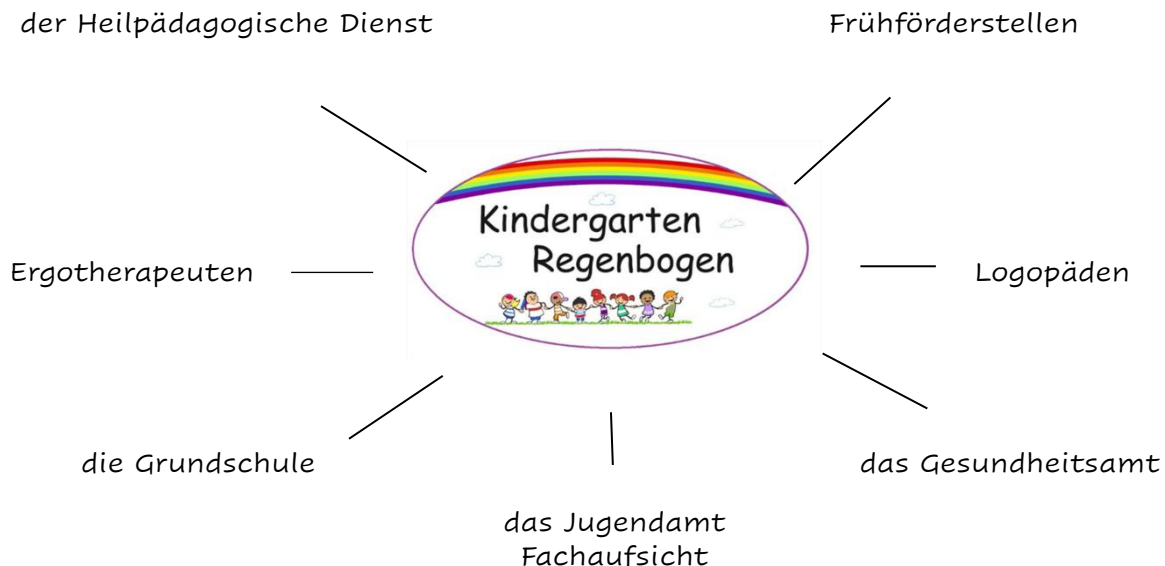 der Heilpädagogische Dienst
Frühförderstellen
Kindergarten
Regenbogen
Ergotherapeuten
Logopäden
die Grundschule
das Gesundheitsamt
das Jugendamt
Fachaufsicht